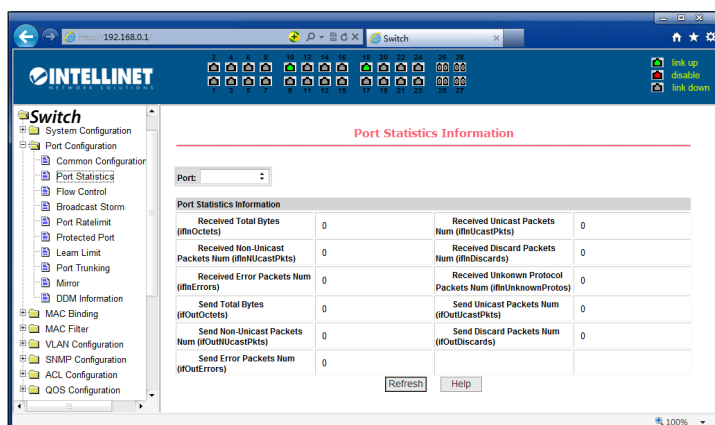 http://192.168.0.1/
Switch
INTELLINET
NETWORK SOLUTIONS
2 4 6 8 10 12 14 16 18 20 22 24 26 28
1 3 5 7 9 11 13 15 17 19 21 23 25 27
link up
disable
link down
Switch
System Configuration
Port Configuration
Common Configuration
Port Statistics
Flow Control
Broadcast Storm
Port Ratelimit
Protected Port
Learn Limit
Port Trunking
Mirror
DDM Information
MAC Binding
MAC Filter
VLAN Configuration
SNMP Configuration
ACL Configuration
QOS Configuration
Port Statistics Information
Port:
Port Statistics Information
Received Total Bytes (ifInOctets) 0 Received Unicast Packets Num (ifInUcastPkts) 0
Received Non-Unicast Packets Num (ifInNUcastPkts) 0 Received Discard Packets Num (ifInDiscards) 0
Received Error Packets Num (ifInErrors) 0 Received Unkonwn Protocol Packets Num (ifInUnknownProtos) 0
Send Total Bytes (ifOutOctets) 0 Send Unicast Packets Num (ifOutUcastPkts) 0
Send Non-Unicast Packets Num (ifOutNUcastPkts) 0 Send Discard Packets Num (ifOutDiscards) 0
Send Error Packets Num (ifOutErrors) 0
Refresh Help
100%